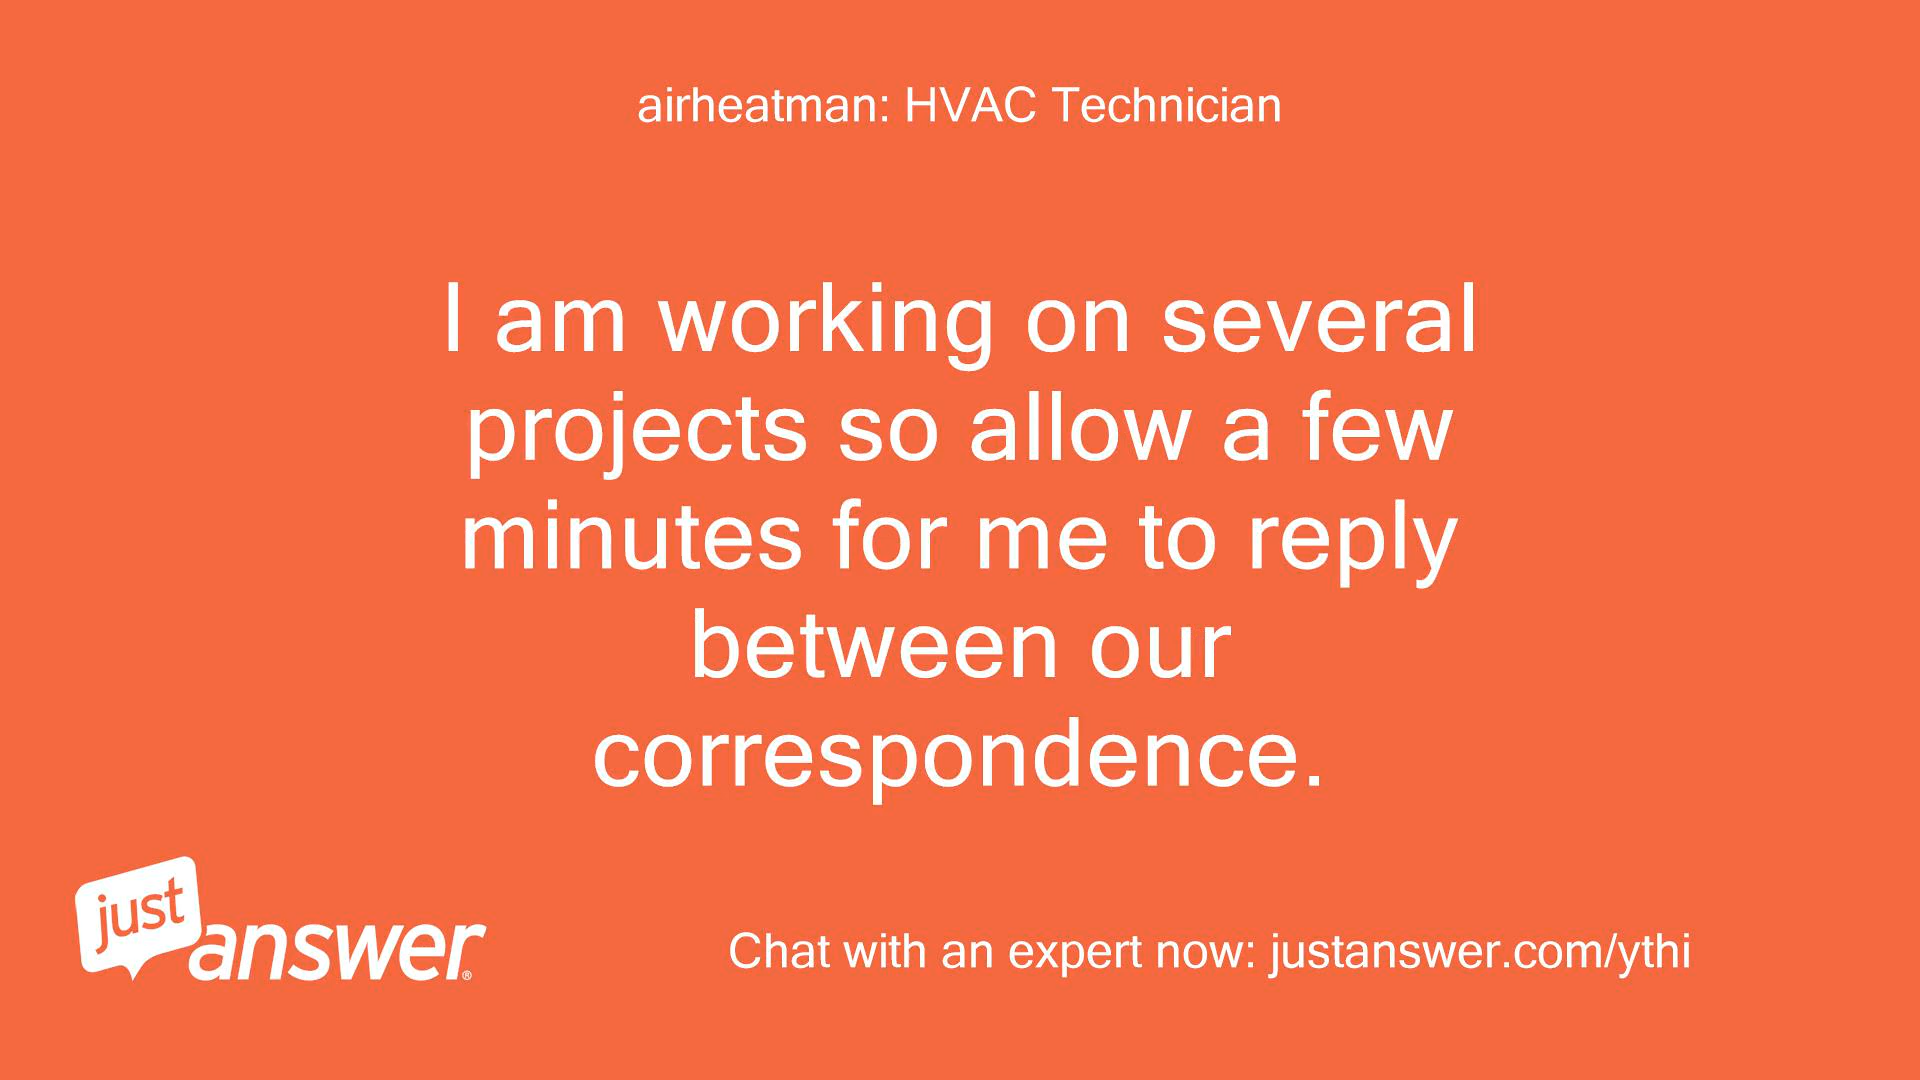 airheatman: HVAC Technician
I am working on several
projects so allow a few
minutes for me to reply
between our
correspondence.
just
answer®
Chat with an expert now: justanswer.com/ythi